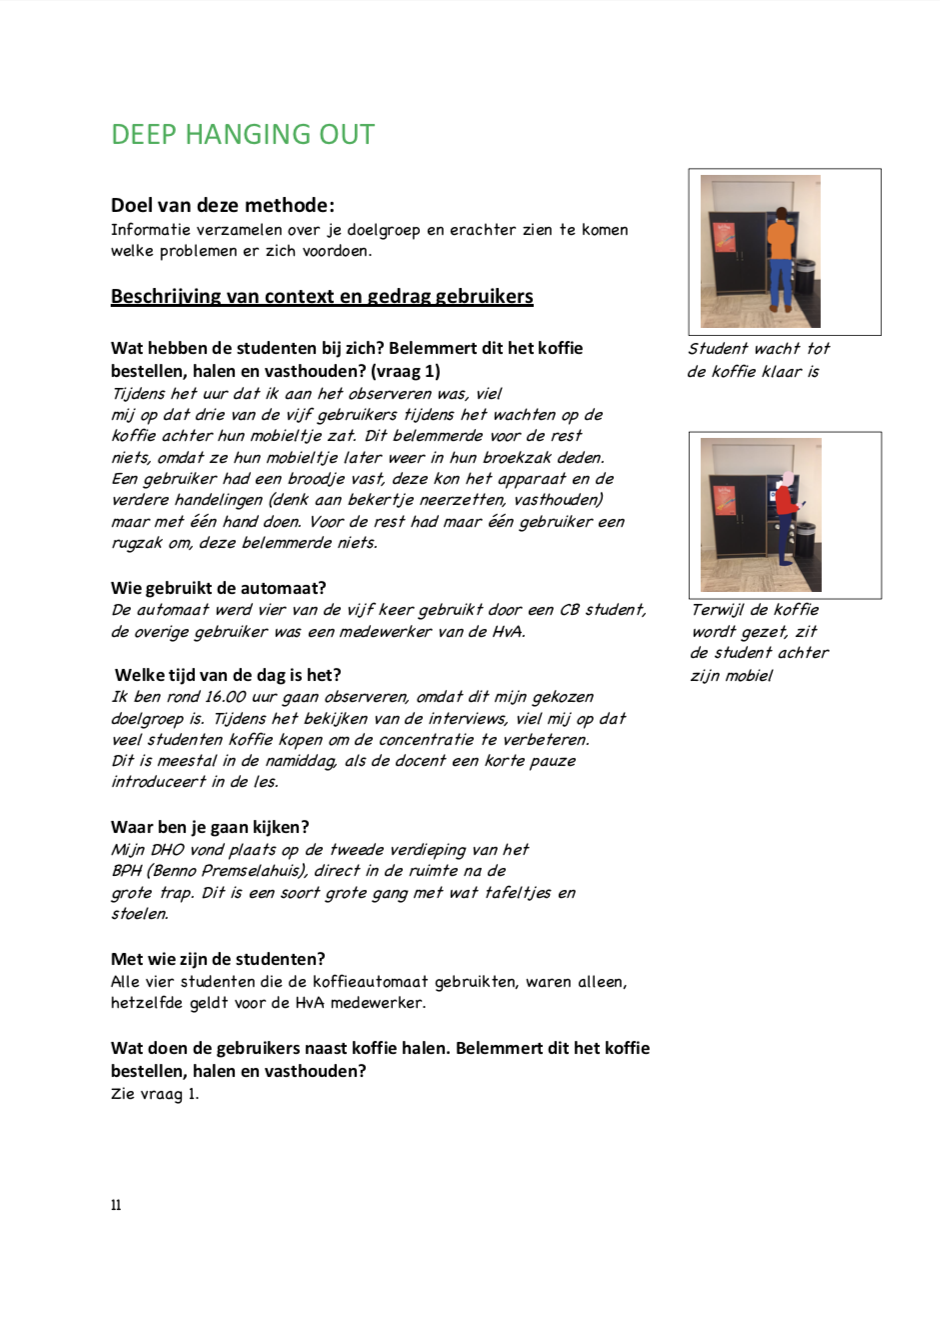 DEEP HANGING OUT
Doel van deze methode:
Informatie verzamelen over je doelgroep en erachter zien te komen
welke problemen er zich voordoen.
Beschrijving van context en gedrag gebruikers
Wat hebben de studenten bij zich? Belemmert dit het koffie
bestellen, halen en vasthouden? (vraag 1)
Tijdens het uur dat ik aan het observeren was, viel
mij op dat drie van de vijf gebruikers tijdens het wachten op de
koffie achter hun mobieltje zat. Dit belemmerde voor de rest
niets, omdat ze hun mobieltje later weer in hun broekzak deden.
Een gebruiker had een broodje vast, deze kon het apparaat en de
verdere handelingen (denk aan bekertje neerzetten, vasthouden)
maar met één hand doen. Voor de rest had maar één gebruiker een
rugzak om, deze belemmerde niets.
Wie gebruikt de automaat?
De automaat werd vier van de vijf keer gebruikt door een CB student,
de overige gebruiker was een medewerker van de HvA.
Welke tijd van de dag is het?
Ik ben rond 16.00 uur gaan observeren, omdat dit mijn gekozen
doelgroep is. Tijdens het bekijken van de interviews, viel mij op dat
veel studenten koffie kopen om de concentratie te verbeteren.
Dit is meestal in de namiddag, als de docent een korte pauze
introduceert in de les.
Waar ben je gaan kijken?
Mijn DHO vond plaats op de tweede verdieping van het
BPH (Benno Premselahuis), direct in de ruimte na de
grote trap. Dit is een soort grote gang met wat tafeltjes en
stoelen.
Met wie zijn de studenten?
Alle vier studenten die de koffieautomaat gebruikten, waren alleen,
hetzelfde geldt voor de HvA medewerker.
Wat doen de gebruikers naast koffie halen. Belemmert dit het koffie
bestellen, halen en vasthouden?
Zie vraag 1.
Student wacht tot
de koffie klaar is
Terwijl de koffie
wordt gezet, zit
de student achter
zijn mobiel
11